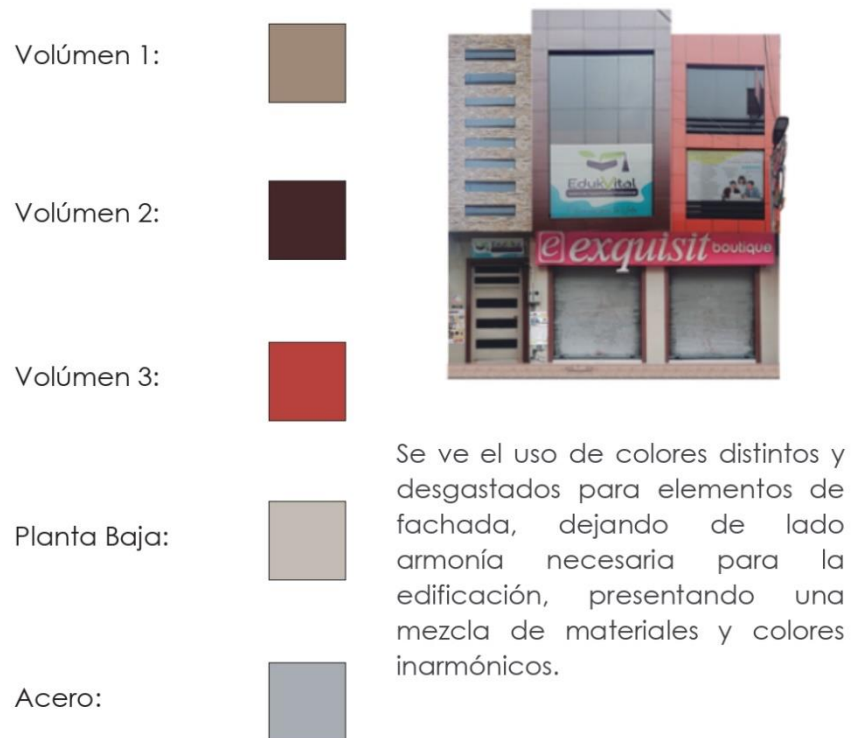 Volúmen 1:
Volúmen 2:
Volúmen 3:
Planta Baja:
Acero:
EdukVital
e exquisit boutique
Se ve el uso de colores distintos y
desgastados para elementos de
fachada, dejando de lado
armonía necesaria para la
edificación, presentando una
mezcla de materiales y colores
inarmónicos.